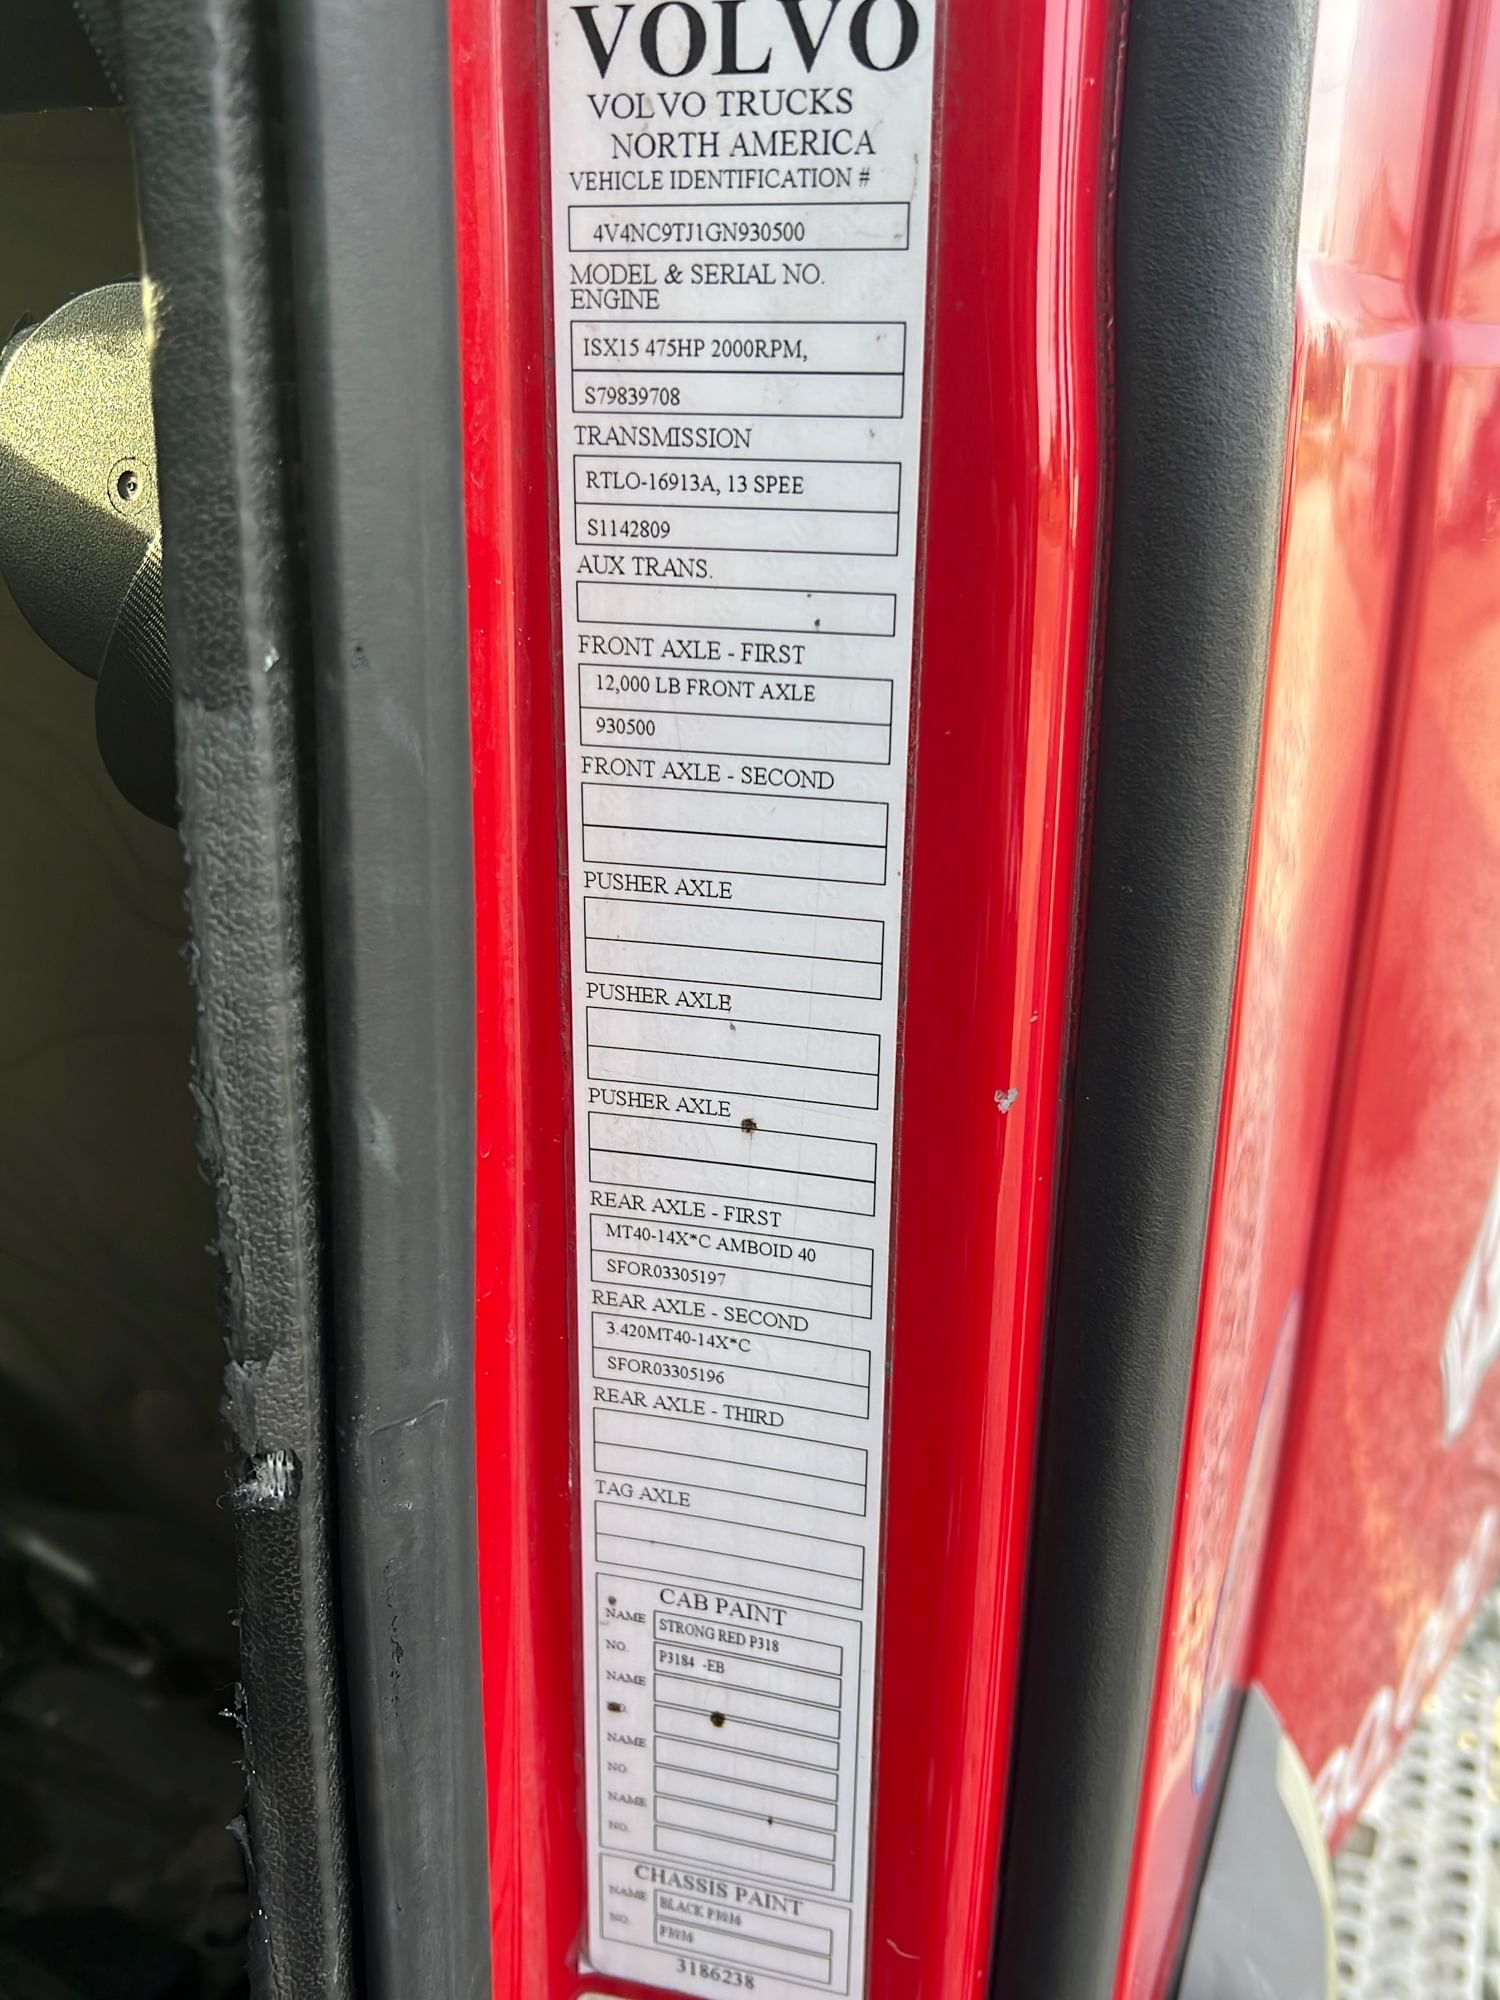 VOLVO
VOLVO TRUCKS
NORTH AMERICA
VEHICLE IDENTIFICATION #
4V4NC9TJ1GN930500
MODEL & SERIAL NO.
ENGINE
ISX15 475HP 2000RPM,
S79839708
TRANSMISSION
RTLO-16913A, 13 SPEE
S1142809
AUX TRANS.
FRONT AXLE - FIRST
12,000 LB FRONT AXLE
930500
FRONT AXLE - SECOND
PUSHER AXLE
PUSHER AXLE
PUSHER AXLE
REAR AXLE - FIRST
MT40-14X*C AMBOID 40
SFOR03305197
REAR AXLE - SECOND
3.420MT40-14X*C
SFOR03305196
REAR AXLE - THIRD
TAG AXLE
CAB PAINT
NAME STRONG RED P318
NO. P3184 -EB
NAME
NAME
NO.
NAME
NO.
CHASSIS PAINT
NAME BLACK
NO.
3186238